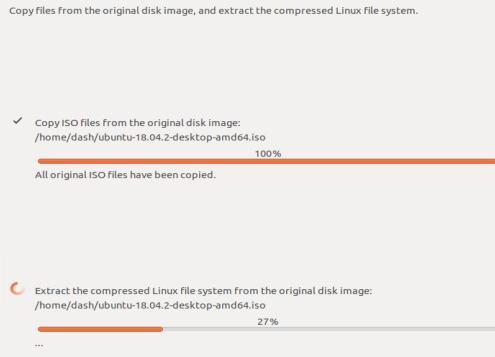 Copy files from the original disk image, and extract the compressed Linux file system.
Copy ISO files from the original disk image:
/home/dash/ubuntu-18.04.2-desktop-amd64.iso
100%
All original ISO files have been copied.
Extract the compressed Linux file system from the original disk image:
/home/dash/ubuntu-18.04.2-desktop-amd64.iso
27%
...